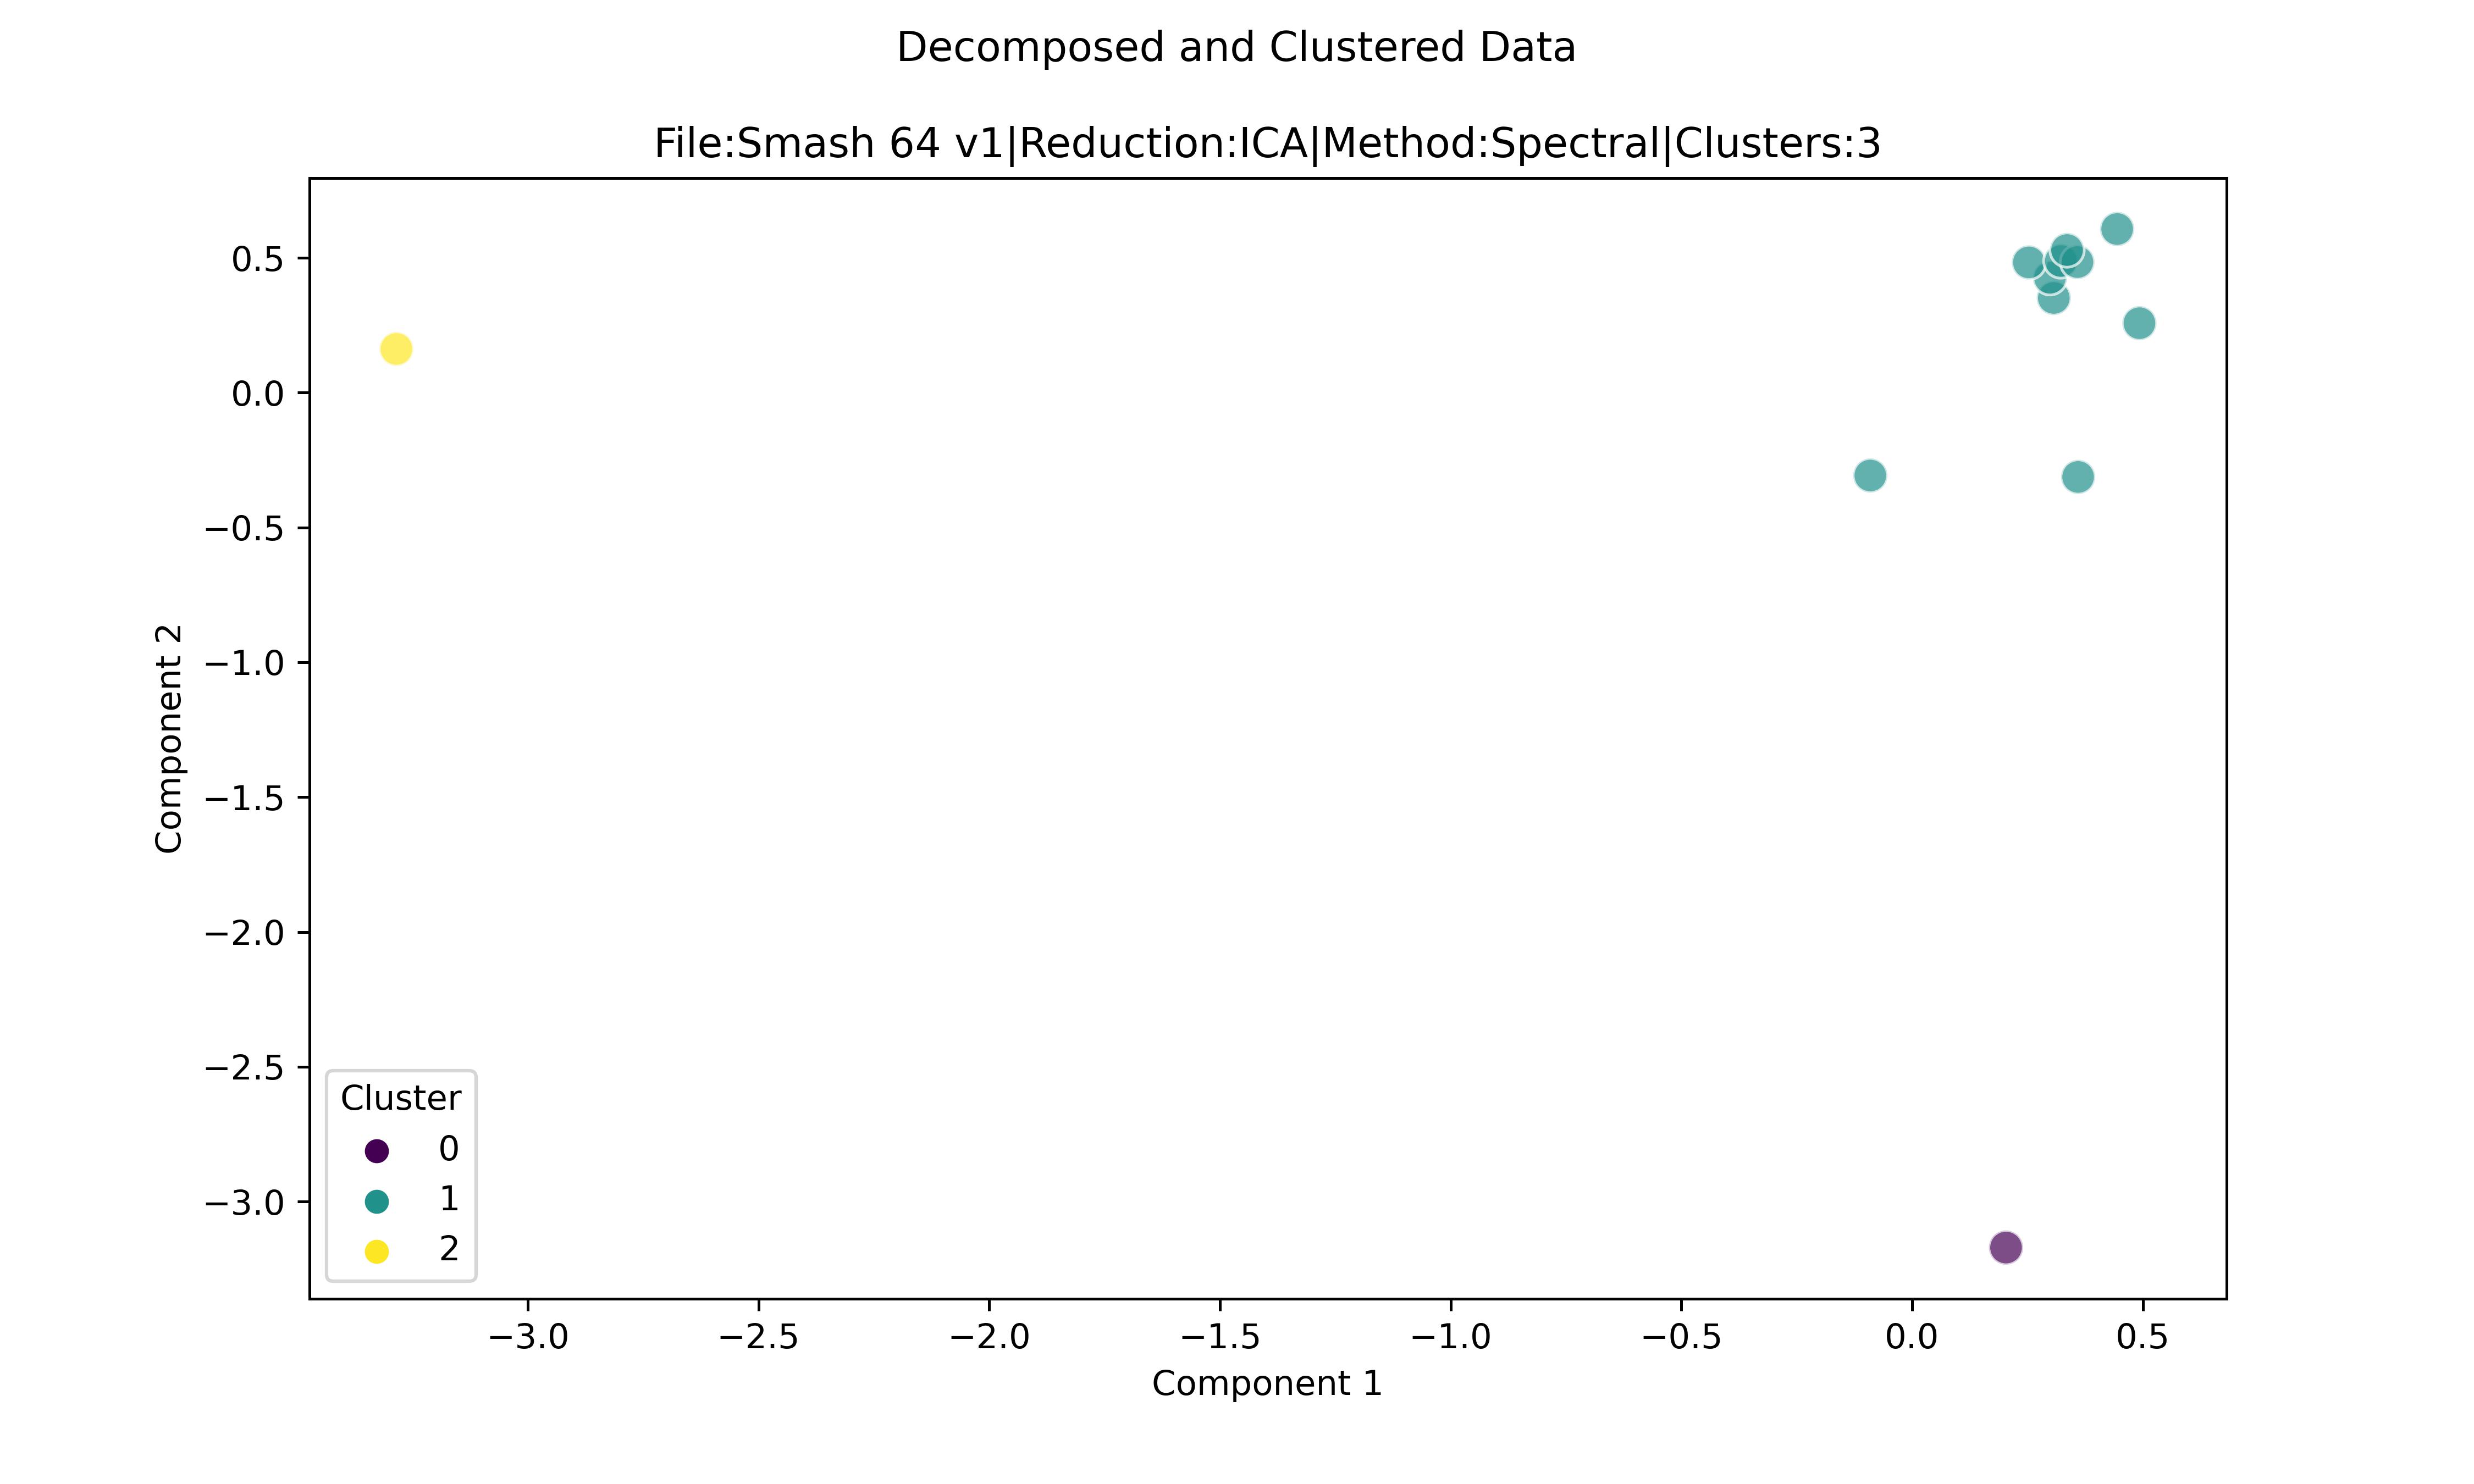 Decomposed and Clustered Data
File:Smash 64 v1|Reduction:ICA|Method:Spectral|Clusters:3
0.5
0.0
−0.5
−1.0
−1.5
−2.0
−2.5
−3.0
Component 2
Cluster
0
1
2
−3.0 −2.5 −2.0 −1.5 −1.0 −0.5 0.0 0.5
Component 1